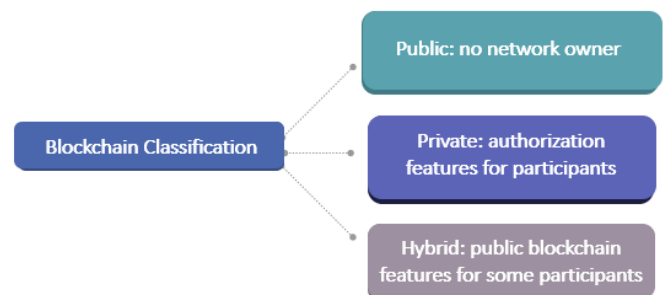 Public: no network owner
Blockchain Classification
Private: authorization
features for participants
Hybrid: public blockchain
features for some participants